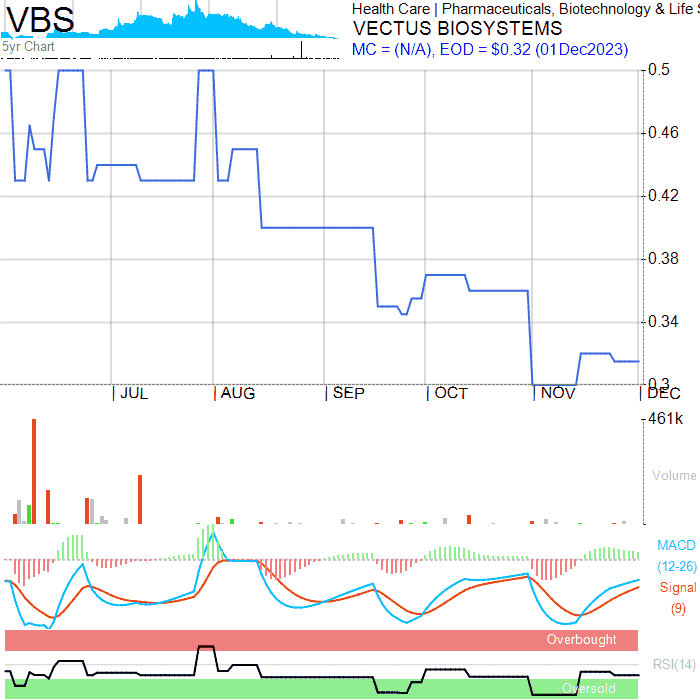 VBS
Health Care | Pharmaceuticals, Biotechnology & Life S
VECTUS BIOSYSTEMS
5yr Chart
MC = (N/A), EOD = $0.32 (01Dec2023)
0.5
0.46
0.42
0.38
0.34
0.3
JUL
AUG
SEP
OCT
NOV
DEC
461k
Volume
MACD
(12-26)
Signal
(9)
Overbought
RSI(14)
Oversold